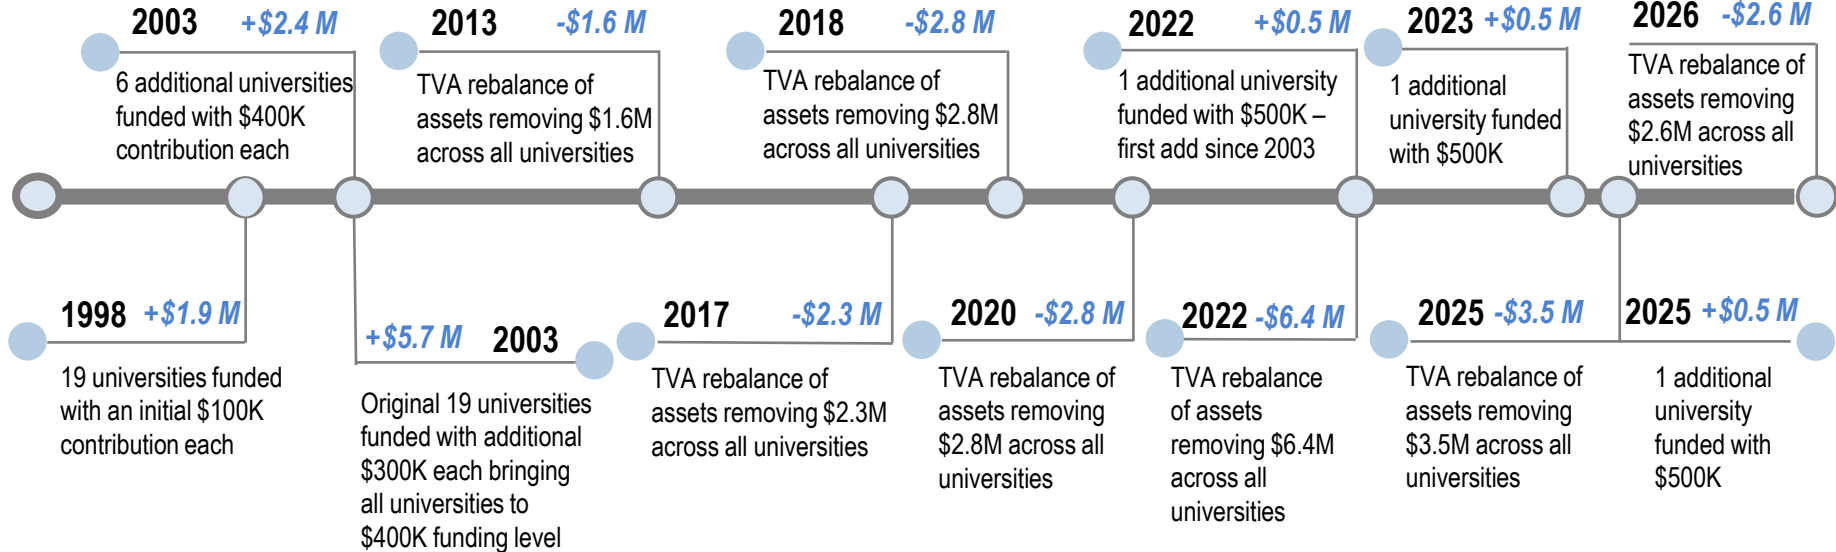 2003 +$2.4 M
6 additional universities
funded with $400K
contribution each
2013 -$1.6 M
TVA rebalance of
assets removing $1.6M
across all universities
2018 -$2.8 M
TVA rebalance of
assets removing $2.8M
across all universities
2022 +$0.5 M
1 additional university
funded with $500K –
first add since 2003
2023 +$0.5 M
1 additional
university funded
with $500K
2026 -$2.6 M
TVA rebalance of
assets removing
$2.6M across all
universities
1998 +$1.9 M
19 universities funded
with an initial $100K
contribution each
+$5.7 M 2003
Original 19 universities
funded with additional
$300K each bringing
all universities to
$400K funding level
2017 -$2.3 M
TVA rebalance of
assets removing $2.3M
across all universities
2020 -$2.8 M
TVA rebalance of
assets removing
$2.8M across all
universities
2022 -$6.4 M
TVA rebalance
of assets
removing $6.4M
across all
universities
2025 -$3.5 M
TVA rebalance of
assets removing
$3.5M across all
universities
2025 +$0.5 M
1 additional
university
funded with
$500K